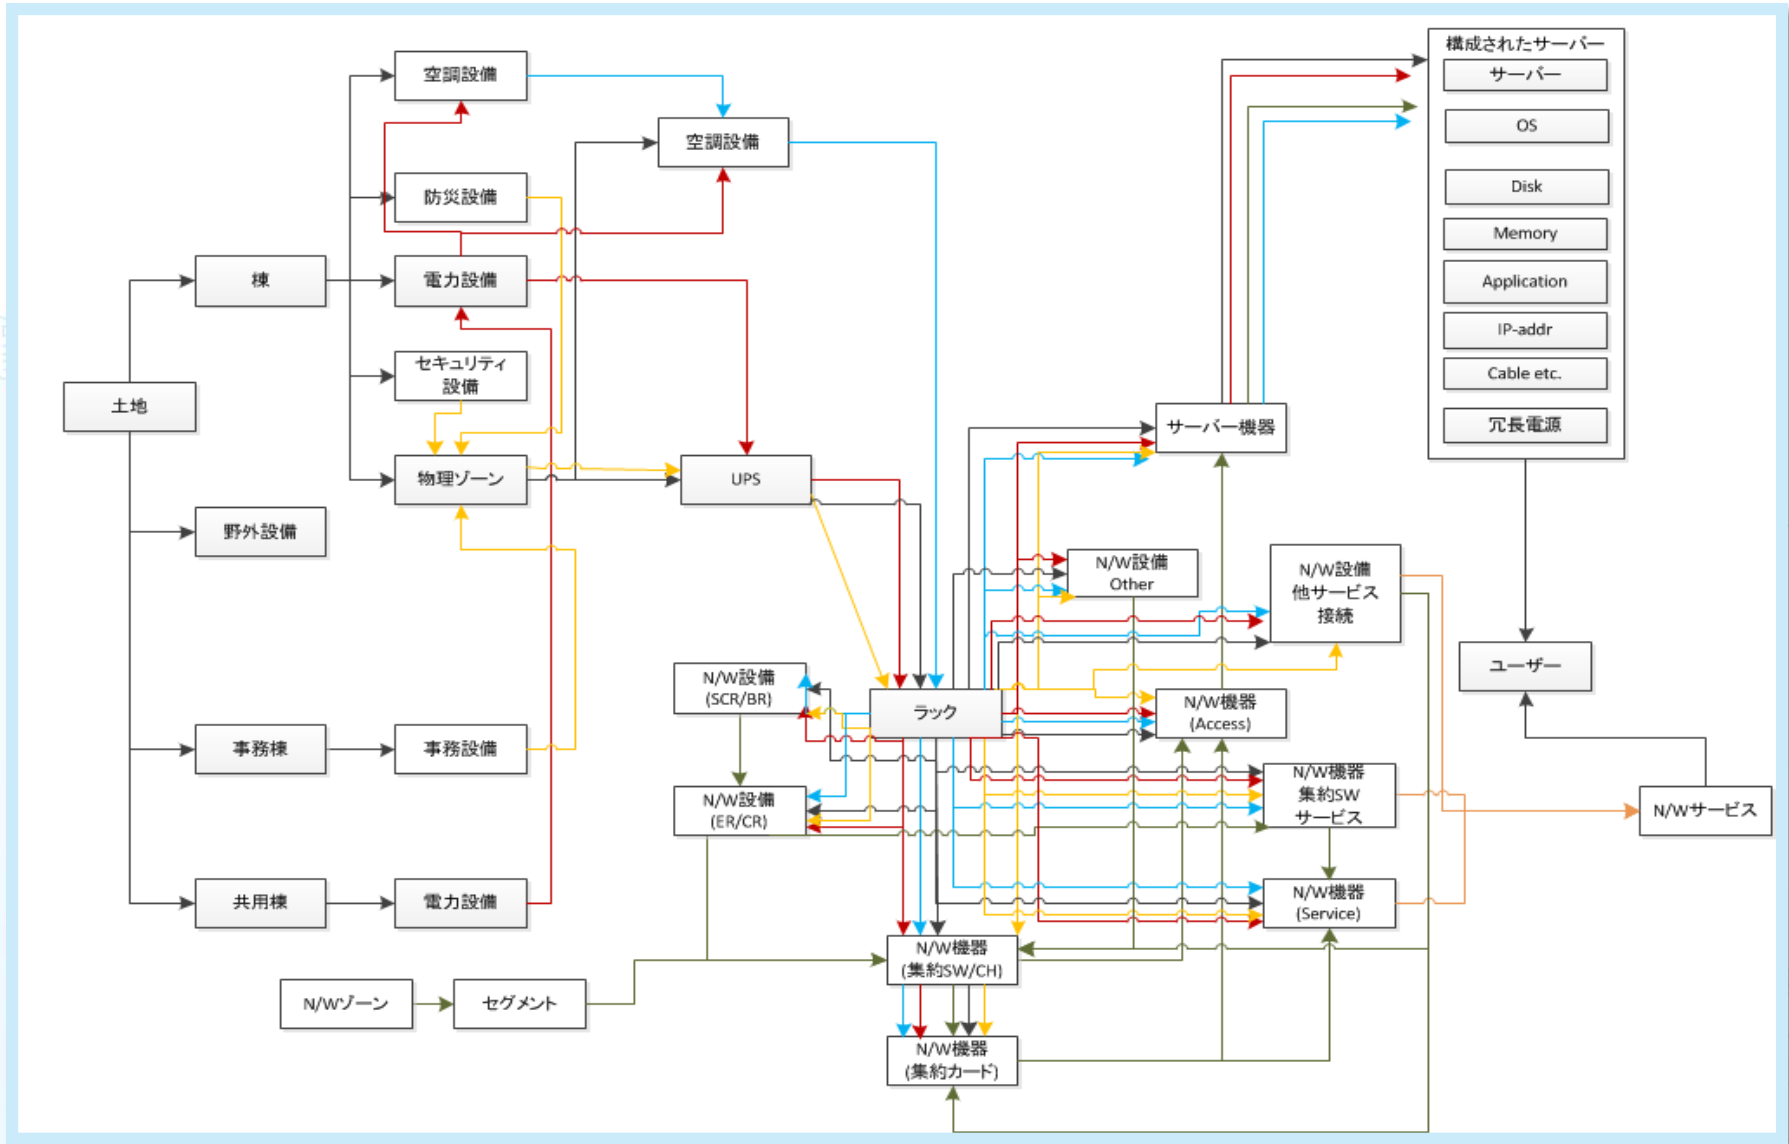 構成されたサーバー
サーバー
OS
Disk
Memory
Application
IP-addr
Cable etc.
冗長電源
空調設備
空調設備
防災設備
棟
電力設備
セキュリティ
設備
土地
物理ゾーン
UPS
サーバー機器
野外設備
N/W設備
Other
N/W設備
他サービス
接続
ユーザー
N/W設備
(SCR/BR)
ラック
N/W機器
(Access)
事務棟
事務設備
N/W設備
(ER/CR)
N/W機器
集約SW
サービス
N/Wサービス
共用棟
電力設備
N/W機器
(Service)
N/W機器
(集約SW/CH)
N/Wゾーン
セグメント
N/W機器
(集約カード)